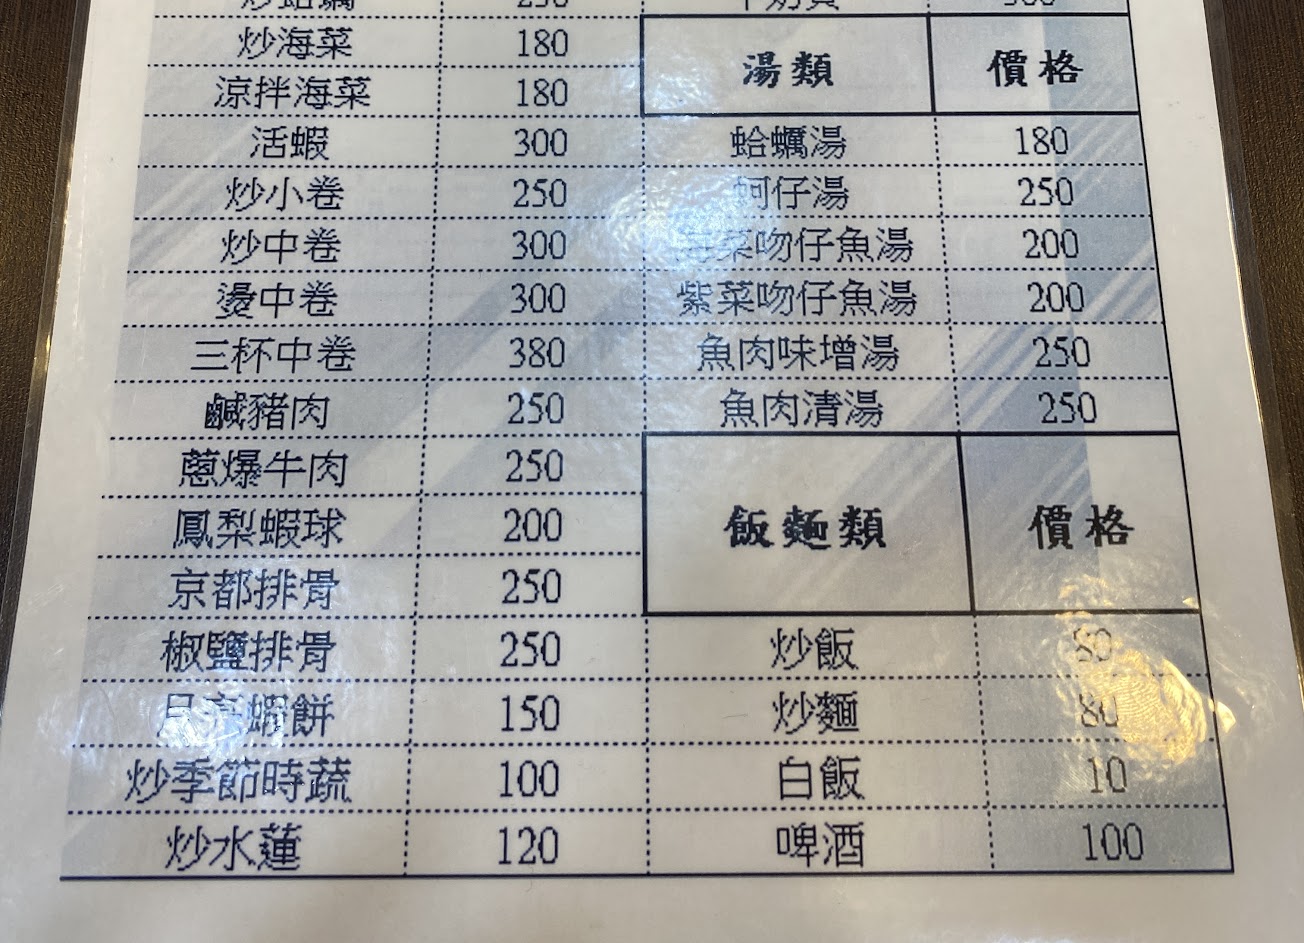 炒海菜 180
涼拌海菜 180
活蝦 300
炒小卷 250
炒中卷 300
燙中卷 300
三杯中卷 380
鹹豬肉 250
蔥爆牛肉 250
鳳梨蝦球 200
京都排骨 250
椒鹽排骨 250
蝦餅 150
炒季節時蔬 100
炒水蓮 120
湯類 價格
蛤蠣湯 180
蚵仔湯 250
菜吻仔魚湯 200
紫菜吻仔魚湯 200
魚肉味增湯 250
魚肉清湯 250
飯麵類 價格
炒飯
炒麵 80
白飯 10
啤酒 100